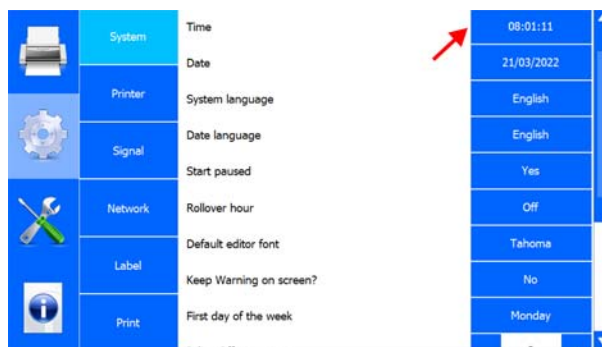 System
Printer
Signal
Network
Label
Print
Time 08:01:11
Date 21/03/2022
System language English
Date language English
Start paused Yes
Rollover hour Off
Default editor font Tahoma
Keep Warning on screen? No
First day of the week Monday